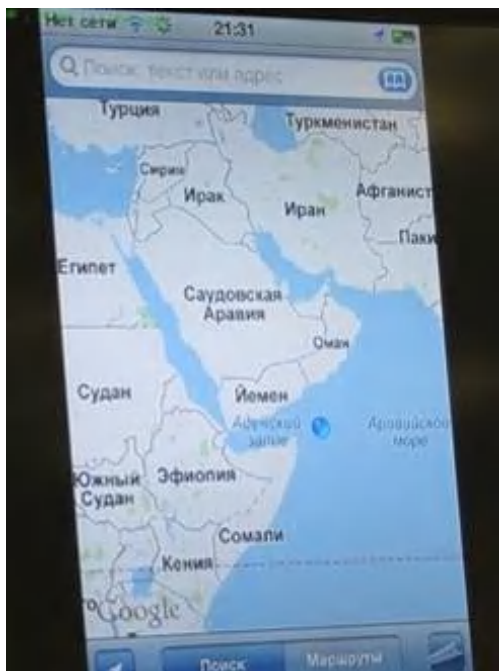 Нет сети 21:31
Поиск: текст или адрес
Турция
Туркменистан
Сирия
Ирак
Иран
Афганист
Паки
Египет
Саудовская
Аравия
Оман
Судан
Йемен
Аденский
залив
Аравийское
море
Южный
Судан
Эфиопия
Сомали
Кения
Google
Поиск Маршруты